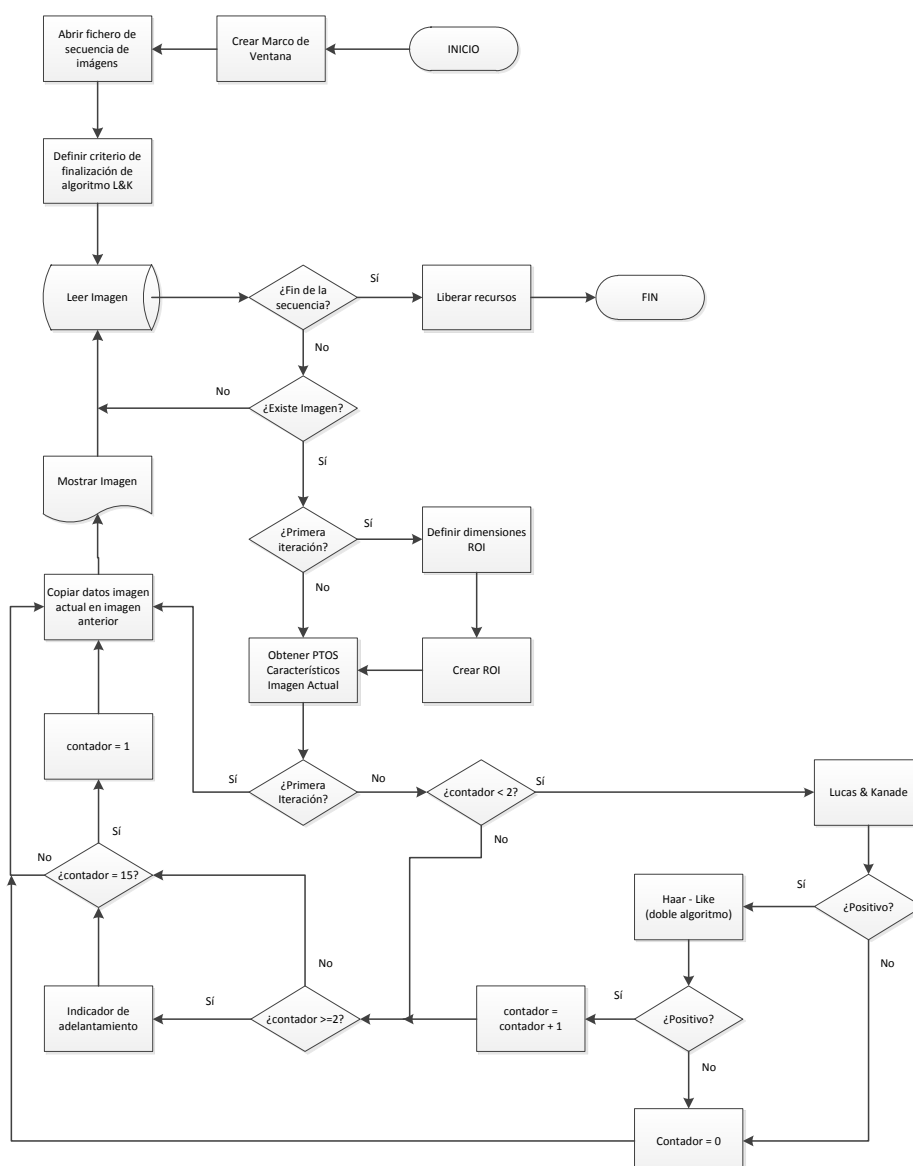 Abrir fichero de
secuencia de
imágens
Crear Marco de
Ventana
INICIO
Definir criterio de
finalización de
algoritmo L&K
Leer Imagen
¿Fin de la
secuencia?
Sí
Liberar recursos
FIN
No
¿Existe Imagen?
No
Sí
Mostrar Imagen
¿Primera
iteración?
Sí
Definir dimensiones
ROI
No
Copiar datos imagen
actual en imagen
anterior
Obtener PTOS
Característicos
Imagen Actual
Crear ROI
contador = 1
Sí
¿Primera
Iteración?
No
¿contador < 2?
Sí
Lucas & Kanade
No
Sí
No
¿contador = 15?
Haar - Like
(doble algoritmo)
Sí
¿Positivo?
No
No
Indicador de
adelantamiento
Sí
¿contador >=2?
contador =
contador + 1
Sí
¿Positivo?
No
Contador = 0